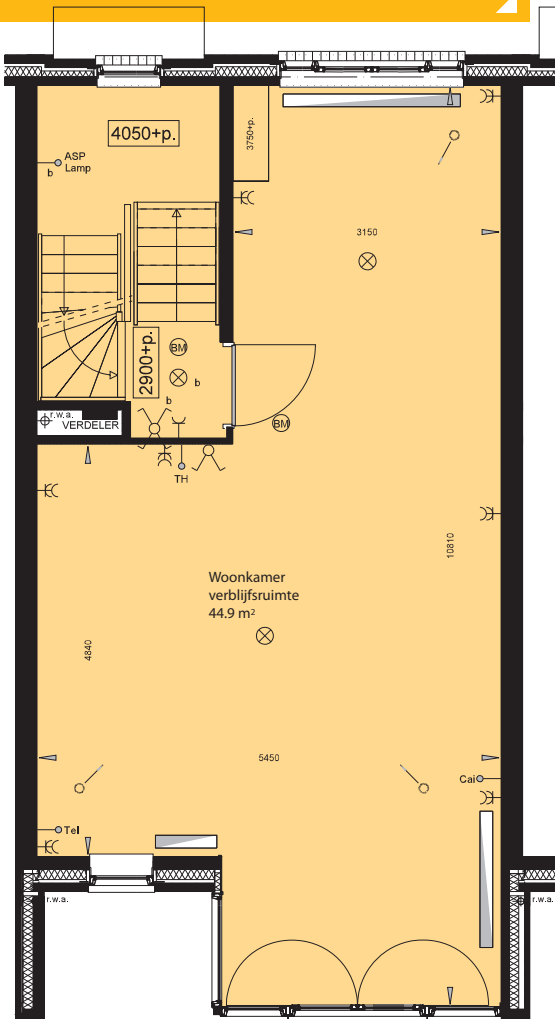 4050+p.
3750+p.
ASP
Lamp
b
3150
2900+p.
BM
b
b
r.w.a.
VERDELER
BM
TH
10810
Woonkamer
verblijfsruimte
44.9 m²
4840
5450
Cai
Tel
r.w.a.
r.w.a.